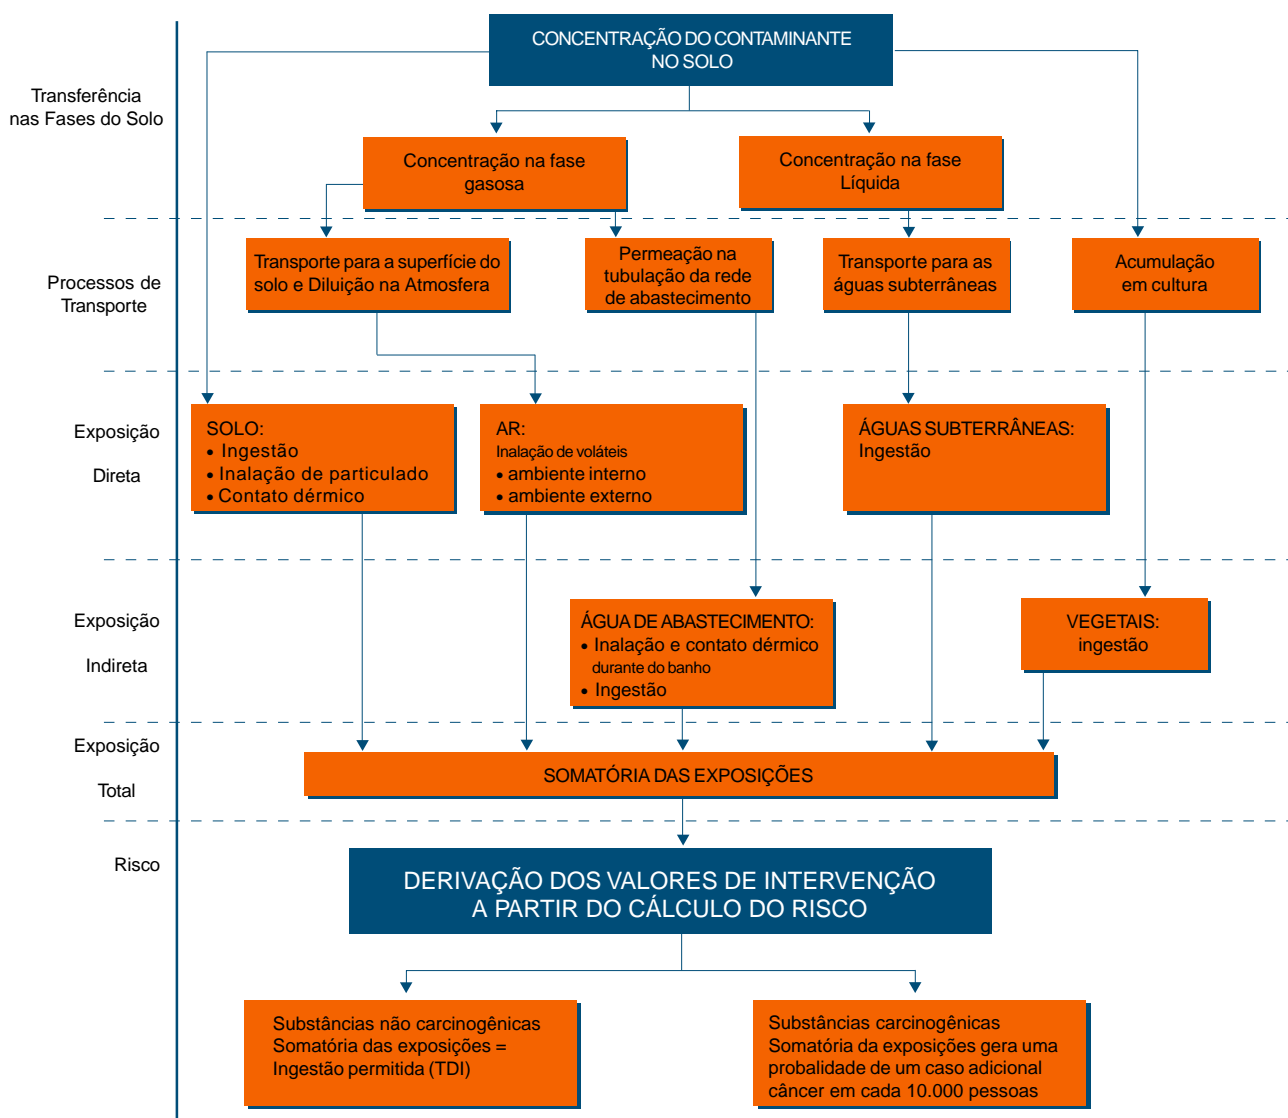 CONCENTRAÇÃO DO CONTAMINANTE
NO SOLO
Transferência
nas Fases do Solo
Concentração na fase
gasosa
Concentração na fase
Líquida
Processos de
Transporte
Transporte para a superfície do
solo e Diluição na Atmosfera
Permeação na
tubulação da rede
de abastecimento
Transporte para as
águas subterrâneas
Acumulação
em cultura
Exposição
Direta
SOLO:
• Ingestão
• Inalação de particulado
• Contato dérmico
AR:
Inalação de voláteis
• ambiente interno
• ambiente externo
ÁGUAS SUBTERRÂNEAS:
Ingestão
Exposição
Indireta
ÁGUA DE ABASTECIMENTO:
• Inalação e contato dérmico
durante do banho
• Ingestão
VEGETAIS:
ingestão
Exposição
Total
SOMATÓRIA DAS EXPOSIÇÕES
Risco
DERIVAÇÃO DOS VALORES DE INTERVENÇÃO
A PARTIR DO CÁLCULO DO RISCO
Substâncias não carcinogênicas
Somatória das exposições =
Ingestão permitida (TDI)
Substâncias carcinogênicas
Somatória da exposições gera uma
probalidade de um caso adicional
câncer em cada 10.000 pessoas